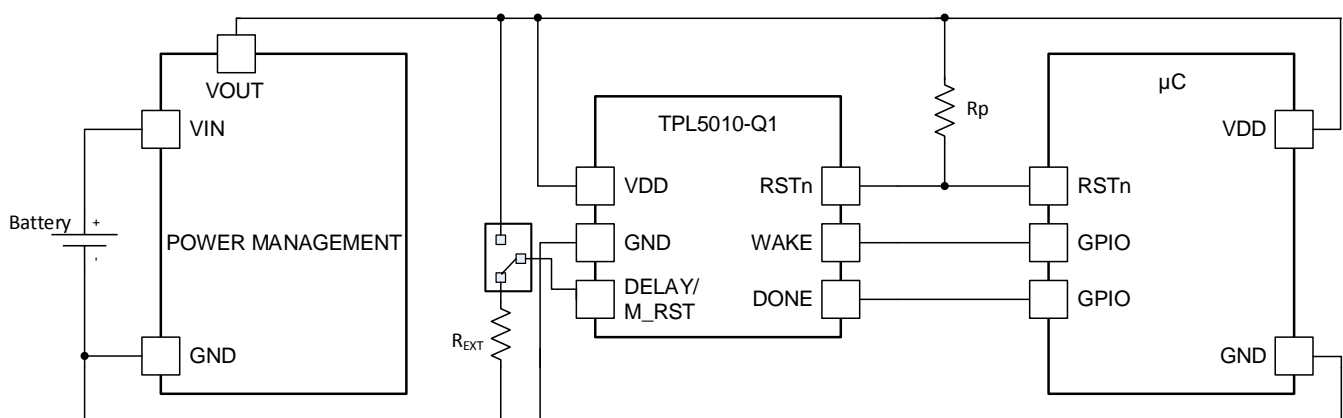 VOUT
VIN
POWER MANAGEMENT
GND
Battery
+
-
R_EXT
TPL5010-Q1
VDD
GND
DELAY/
M_RST
RSTn
WAKE
DONE
Rp
µC
VDD
RSTn
GPIO
GPIO
GND